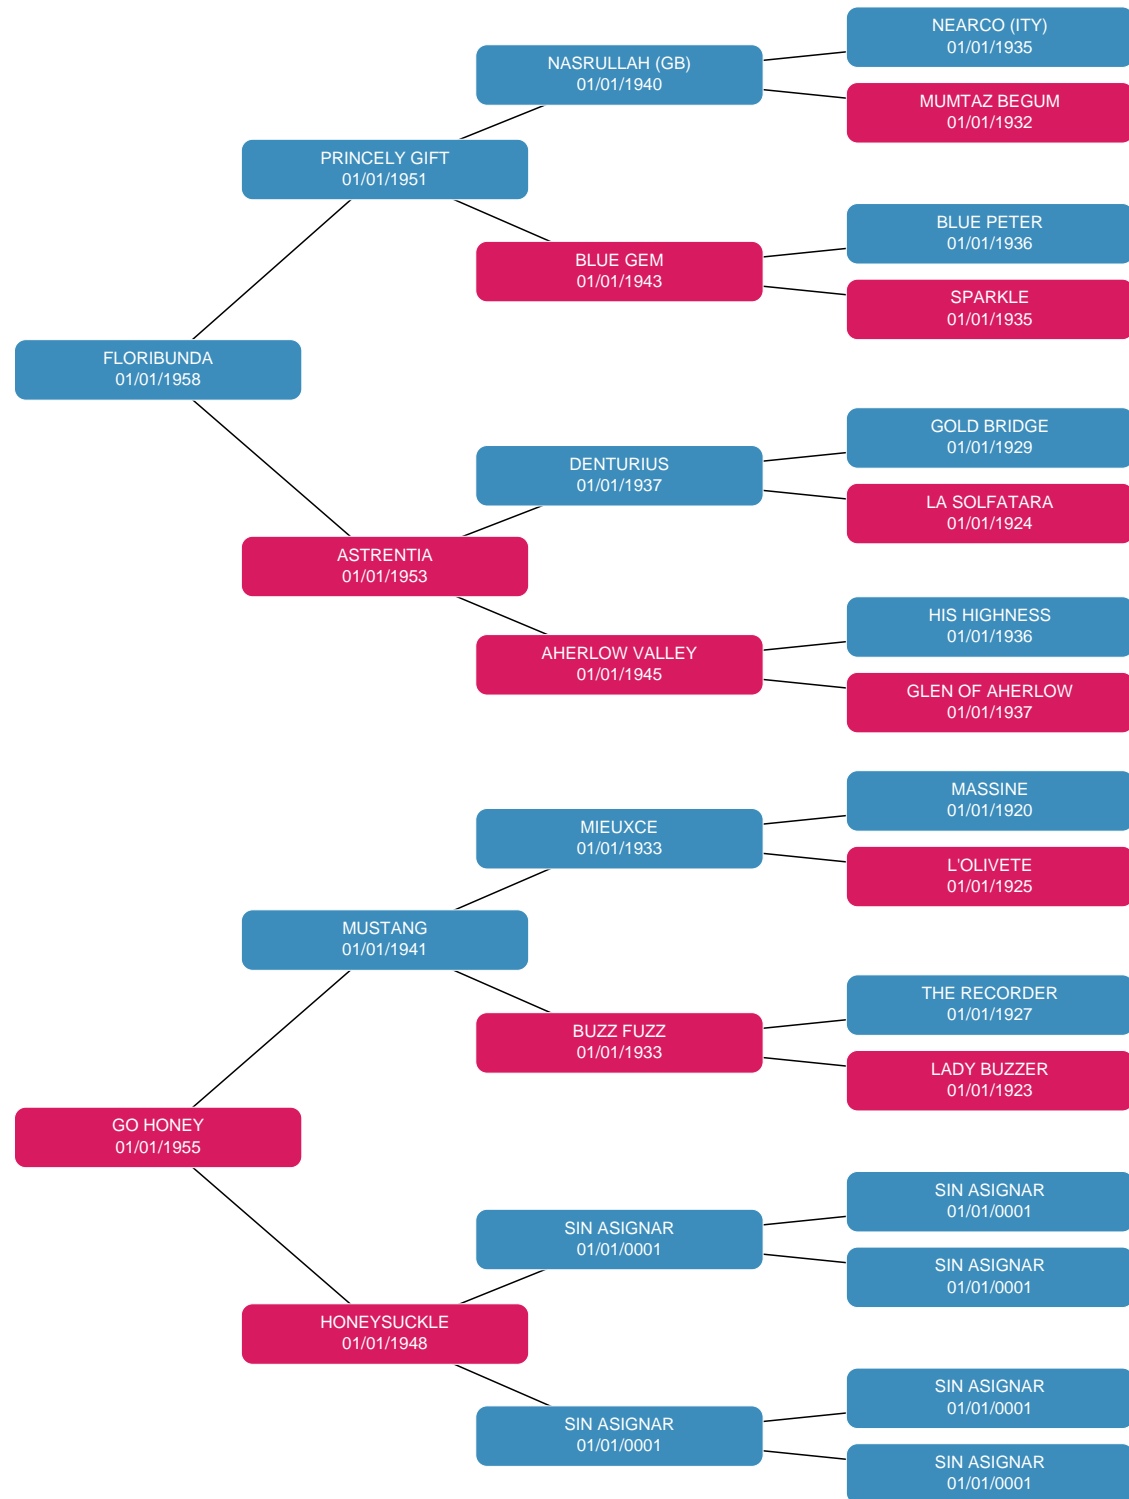 NEARCO (ITY)
01/01/1935
NASRULLAH (GB)
01/01/1940
MUMTAZ BEGUM
01/01/1932
PRINCELY GIFT
01/01/1951
BLUE PETER
01/01/1936
BLUE GEM
01/01/1943
SPARKLE
01/01/1935
FLORIBUNDA
01/01/1958
GOLD BRIDGE
01/01/1929
DENTURIUS
01/01/1937
LA SOLFATARA
01/01/1924
ASTRENTIA
01/01/1953
HIS HIGHNESS
01/01/1936
AHERLOW VALLEY
01/01/1945
GLEN OF AHERLOW
01/01/1937
MASSINE
01/01/1920
MIEUXCE
01/01/1933
L'OLIVETE
01/01/1925
MUSTANG
01/01/1941
THE RECORDER
01/01/1927
BUZZ FUZZ
01/01/1933
LADY BUZZER
01/01/1923
GO HONEY
01/01/1955
SIN ASIGNAR
01/01/0001
SIN ASIGNAR
01/01/0001
SIN ASIGNAR
01/01/0001
HONEYSUCKLE
01/01/1948
SIN ASIGNAR
01/01/0001
SIN ASIGNAR
01/01/0001
SIN ASIGNAR
01/01/0001